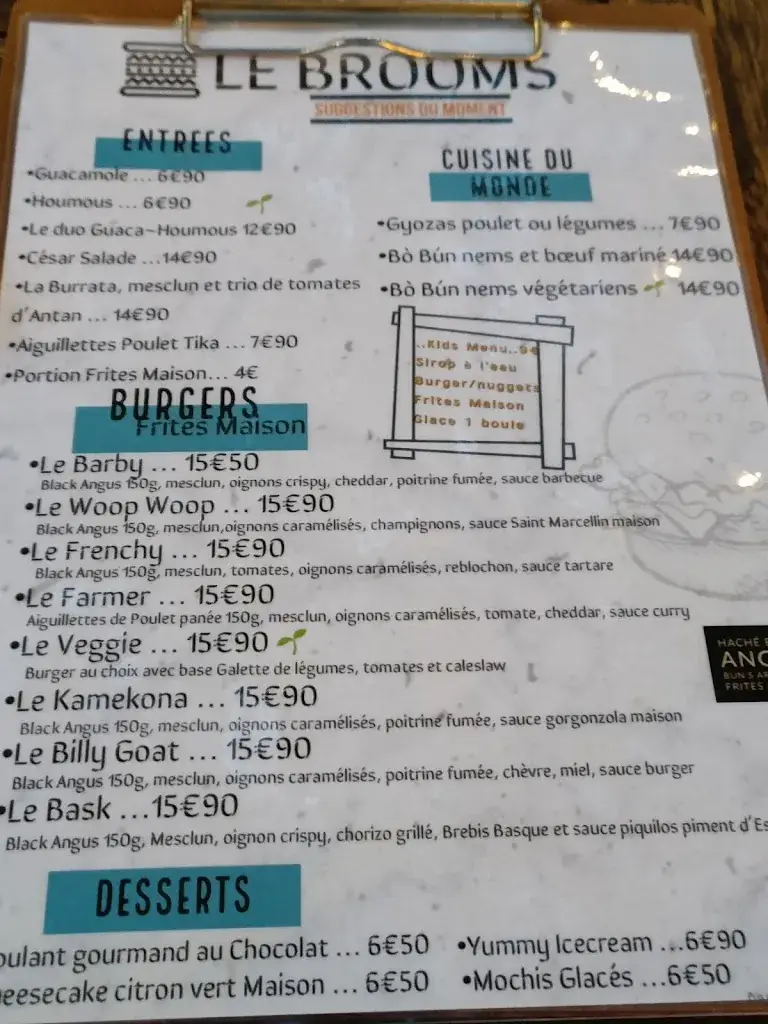 LE BROOMS
SUGGESTIONS DU MOMENT
ENTREES
•Guacamole ... 6€90
•Houmous ... 6€90
•Le duo Guaca-Houmous 12€90
•César Salade ...14€90
•La Burrata, mesclun et trio de tomates
d'Antan ... 14€90
•Aiguillettes Poulet Tika ... 7€90
•Portion Frites Maison... 4€
CUISINE DU
MONDE
•Gyozas poulet ou légumes ... 7€90
•Bò Bún nems et bœuf mariné 14€90
•Bò Bún nems végétariens 14€90
..Kids Menu..9€
Sirop à l'eau
Burger/nuggets
Frites Maison
Glace 1 boule
BURGERS
Frites Maison
•Le Barby ... 15€50
Black Angus 150g, mesclun, oignons crispy, cheddar, poitrine fumée, sauce barbecue
•Le Woop Woop ... 15€90
Black Angus 150g, mesclun,oignons caramélisés, champignons, sauce Saint Marcellin maison
•Le Frenchy ... 15€90
Black Angus 150g, mesclun, tomates, oignons caramélisés, reblochon, sauce tartare
•Le Farmer ... 15€90
Aiguillettes de Poulet panée 150g, mesclun, oignons caramélisés, tomate, cheddar, sauce curry
•Le Veggie ... 15€90
Burger au choix avec base Galette de légumes, tomates et caleslaw
•Le Kamekona ... 15€90
Black Angus 150g, mesclun, oignons caramélisés, poitrine fumée, sauce gorgonzola maison
•Le Billy Goat ... 15€90
Black Angus 150g, mesclun, oignons caramélisés, poitrine fumée, chèvre, miel, sauce burger
•Le Bask ...15€90
Black Angus 150g, Mesclun, oignon crispy, chorizo grillé, Brebis Basque et sauce piquilos piment d'Es
HACHÉ
ANG
BUN'S AR
FRITES
DESSERTS
oulant gourmand au Chocolat ... 6€50
eesecake citron vert Maison ... 6€50
•Yummy Icecream ...6€90
•Mochis Glacés ...6€50